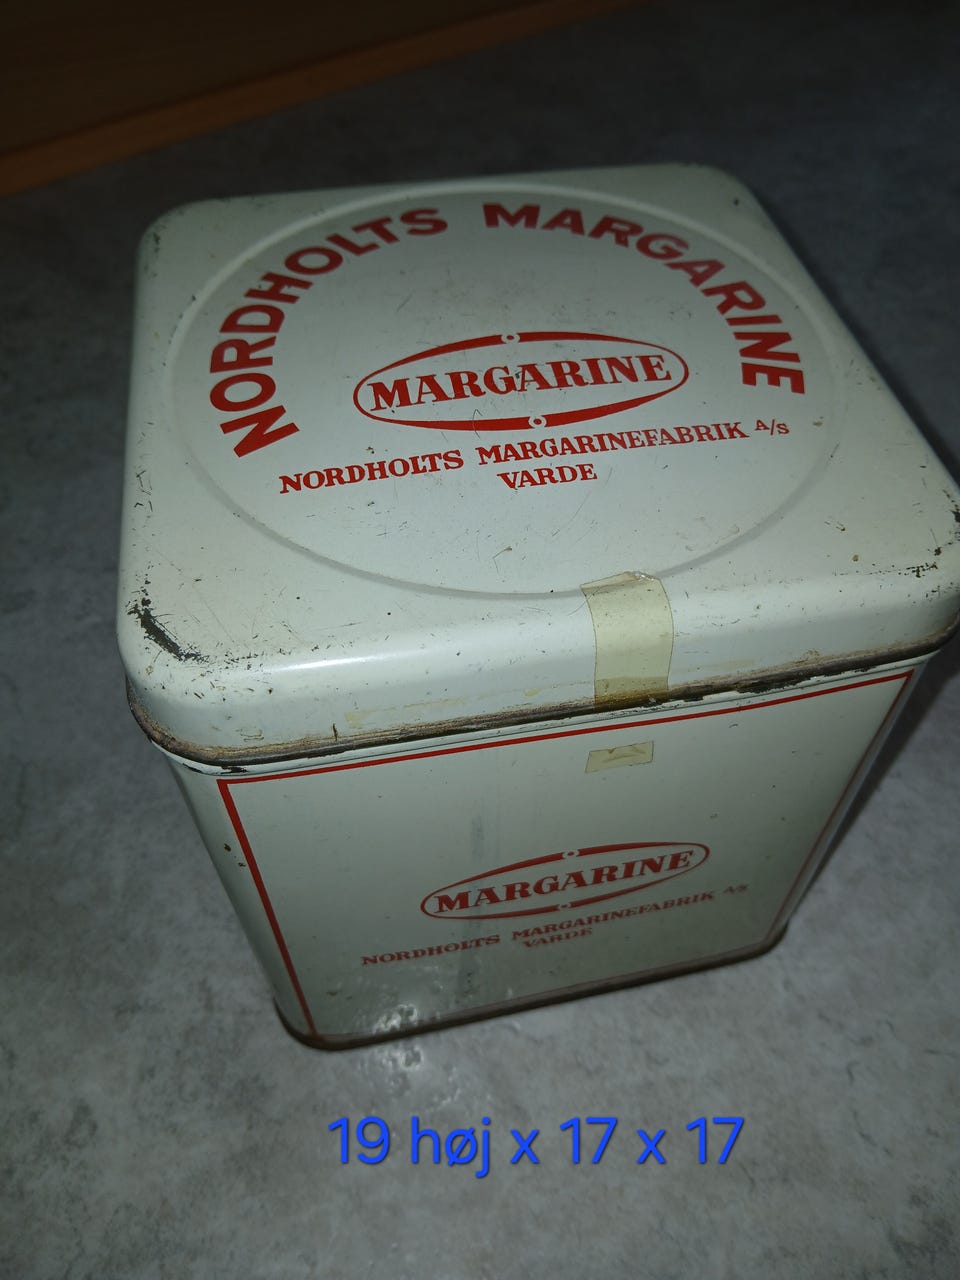 NORDHOLTS MARGARINE
MARGARINE
NORDHOLTS MARGARINEFABRIK A/S
VARDE
MARGARINE
NORDHOLTS MARGARINEFABRIK A/S
VARDE
19 høj x 17 x 17